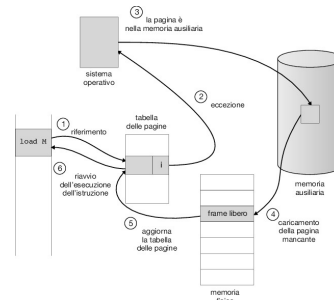 3
la pagina è
nella memoria ausiliaria
sistema
operativo
2
eccezione
1
riferimento
tabella
delle pagine
load M
i
6
riavvio
dell'esecuzione
dell'istruzione
5
aggiorna
la tabella
delle pagine
frame libero
4
caricamento
della pagina
mancante
memoria
ausiliaria
memoria
fisica